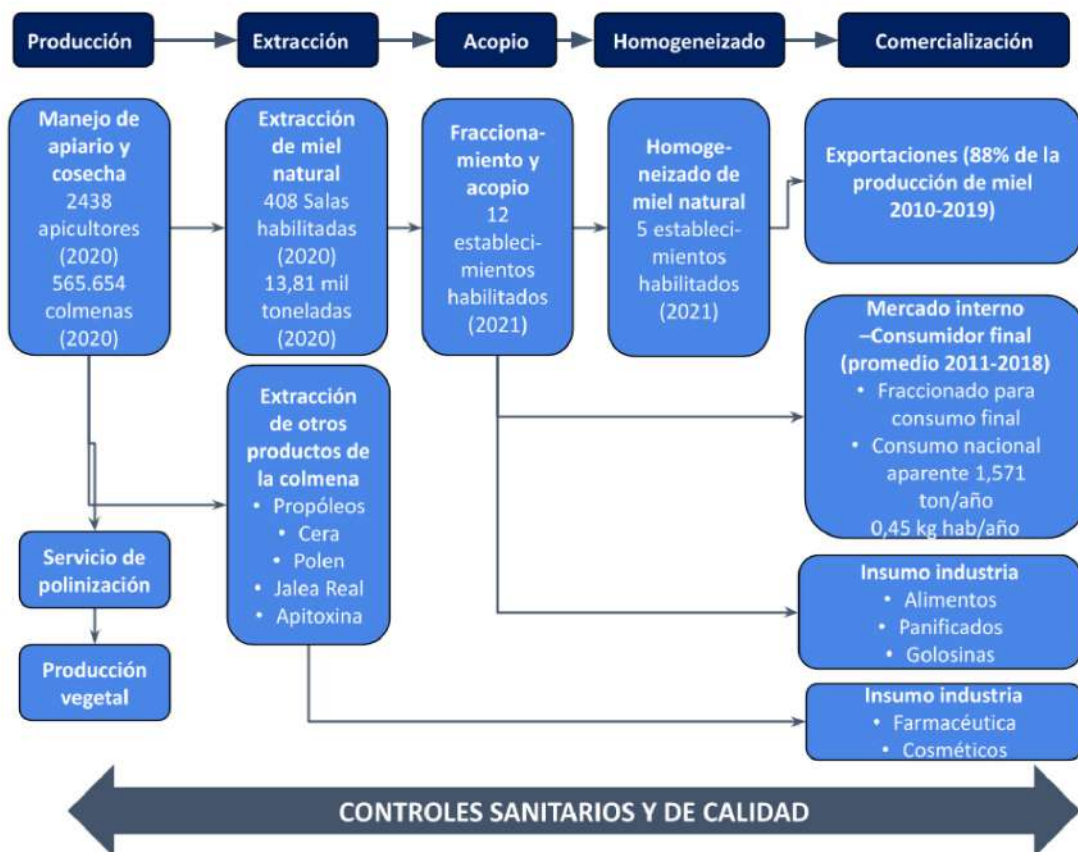 Producción
Extracción
Acopio
Homogeneizado
Comercialización
Manejo de
apiario y
cosecha
2438
apicultores
(2020)
565.654
colmenas
(2020)
Extracción
de miel
natural
408 Salas
habilitadas
(2020)
13,81 mil
toneladas
(2020)
Fracciona-
miento y
acopio
12
estableci-
mientos
habilitados
(2021)
Homoge-
neizado de
miel natural
5 estableci-
mientos
habilitados
(2021)
Exportaciones (88% de la
producción de miel
2010-2019)
Mercado interno
–Consumidor final
(promedio 2011-2018)
• Fraccionado para
consumo final
• Consumo nacional
aparente 1,571
ton/año
0,45 kg hab/año
Extracción
de otros
productos de
la colmena
• Propóleos
• Cera
• Polen
• Jalea Real
• Apitoxina
Servicio de
polinización
Producción
vegetal
Insumo industria
• Alimentos
• Panificados
• Golosinas
Insumo industria
• Farmacéutica
• Cosméticos
CONTROLES SANITARIOS Y DE CALIDAD